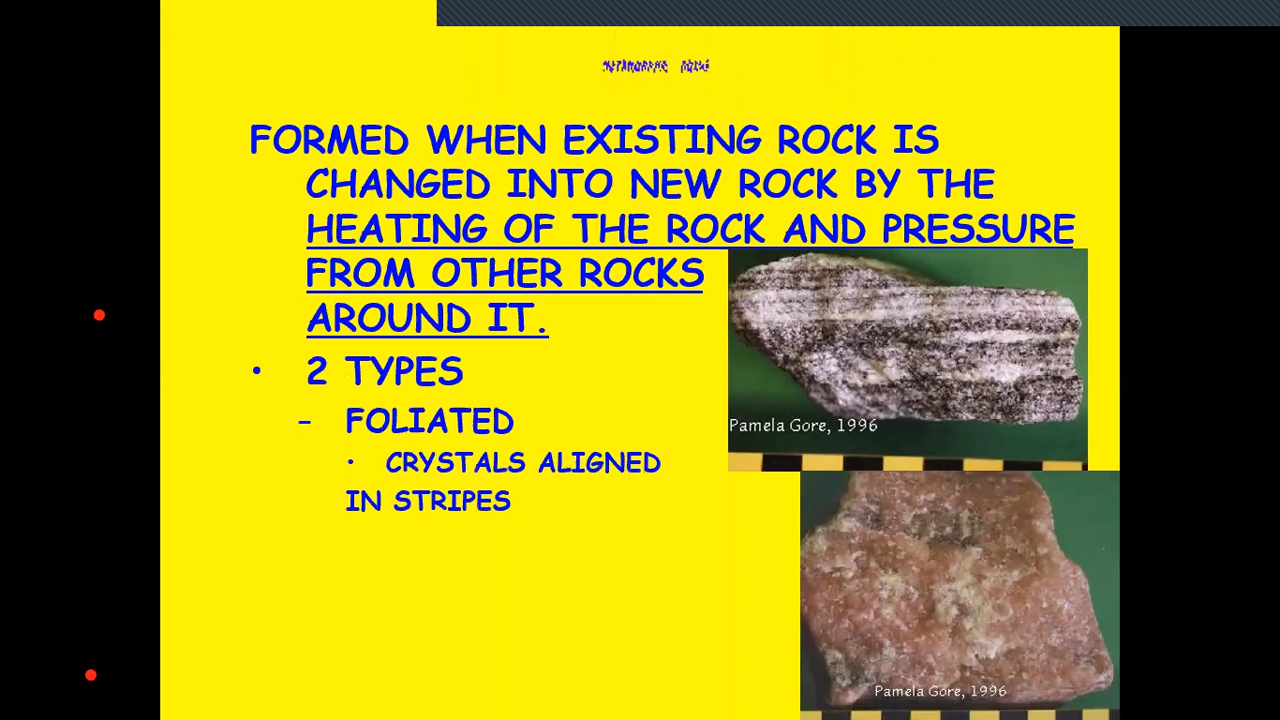 FORMED WHEN EXISTING ROCK IS
CHANGED INTO NEW ROCK BY THE
HEATING OF THE ROCK AND PRESSURE
FROM OTHER ROCKS
AROUND IT.
• 2 TYPES
– FOLIATED
• CRYSTALS ALIGNED
IN STRIPES
Pamela Gore, 1996
Pamela Gore, 1996